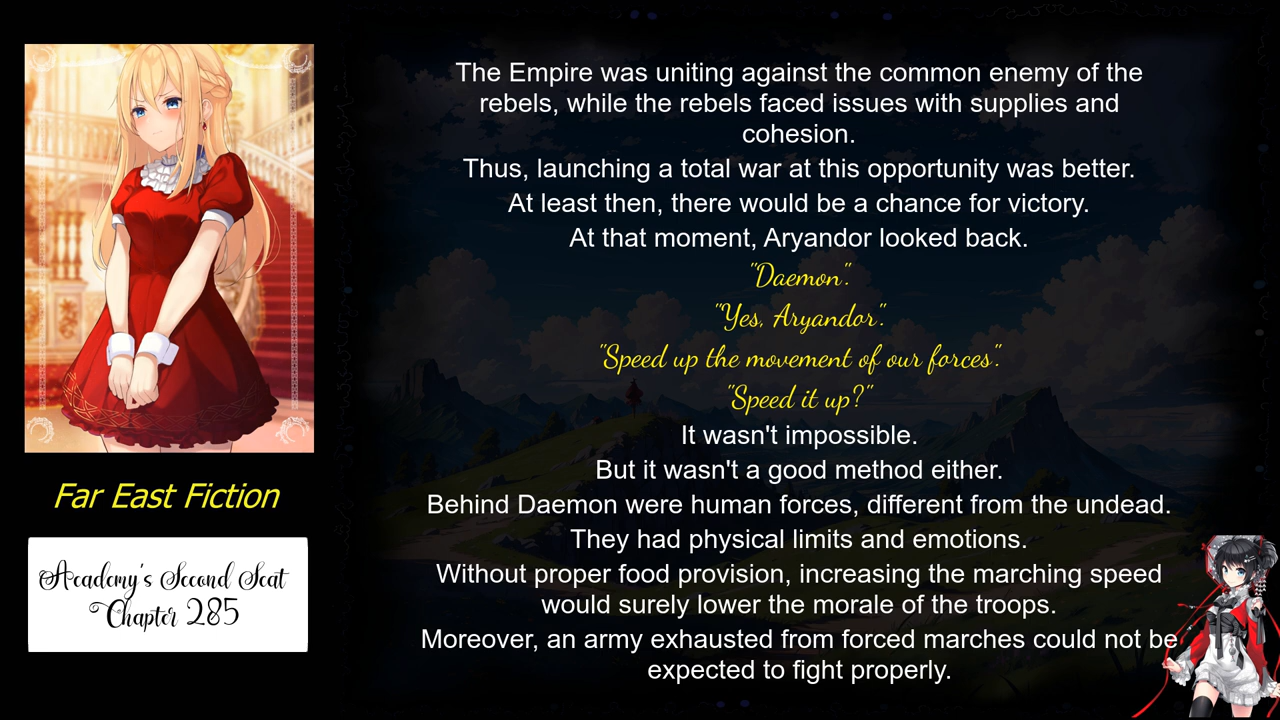 The Empire was uniting against the common enemy of the
rebels, while the rebels faced issues with supplies and
cohesion.
Thus, launching a total war at this opportunity was better.
At least then, there would be a chance for victory.
At that moment, Aryandor looked back.
"Daemon".
"Yes, Aryandor".
"Speed up the movement of our forces".
"Speed it up?"
It wasn't impossible.
But it wasn't a good method either.
Behind Daemon were human forces, different from the undead.
They had physical limits and emotions.
Without proper food provision, increasing the marching speed
would surely lower the morale of the troops.
Moreover, an army exhausted from forced marches could not be
expected to fight properly.
Far East Fiction
Academy's Second Seat
Chapter 285